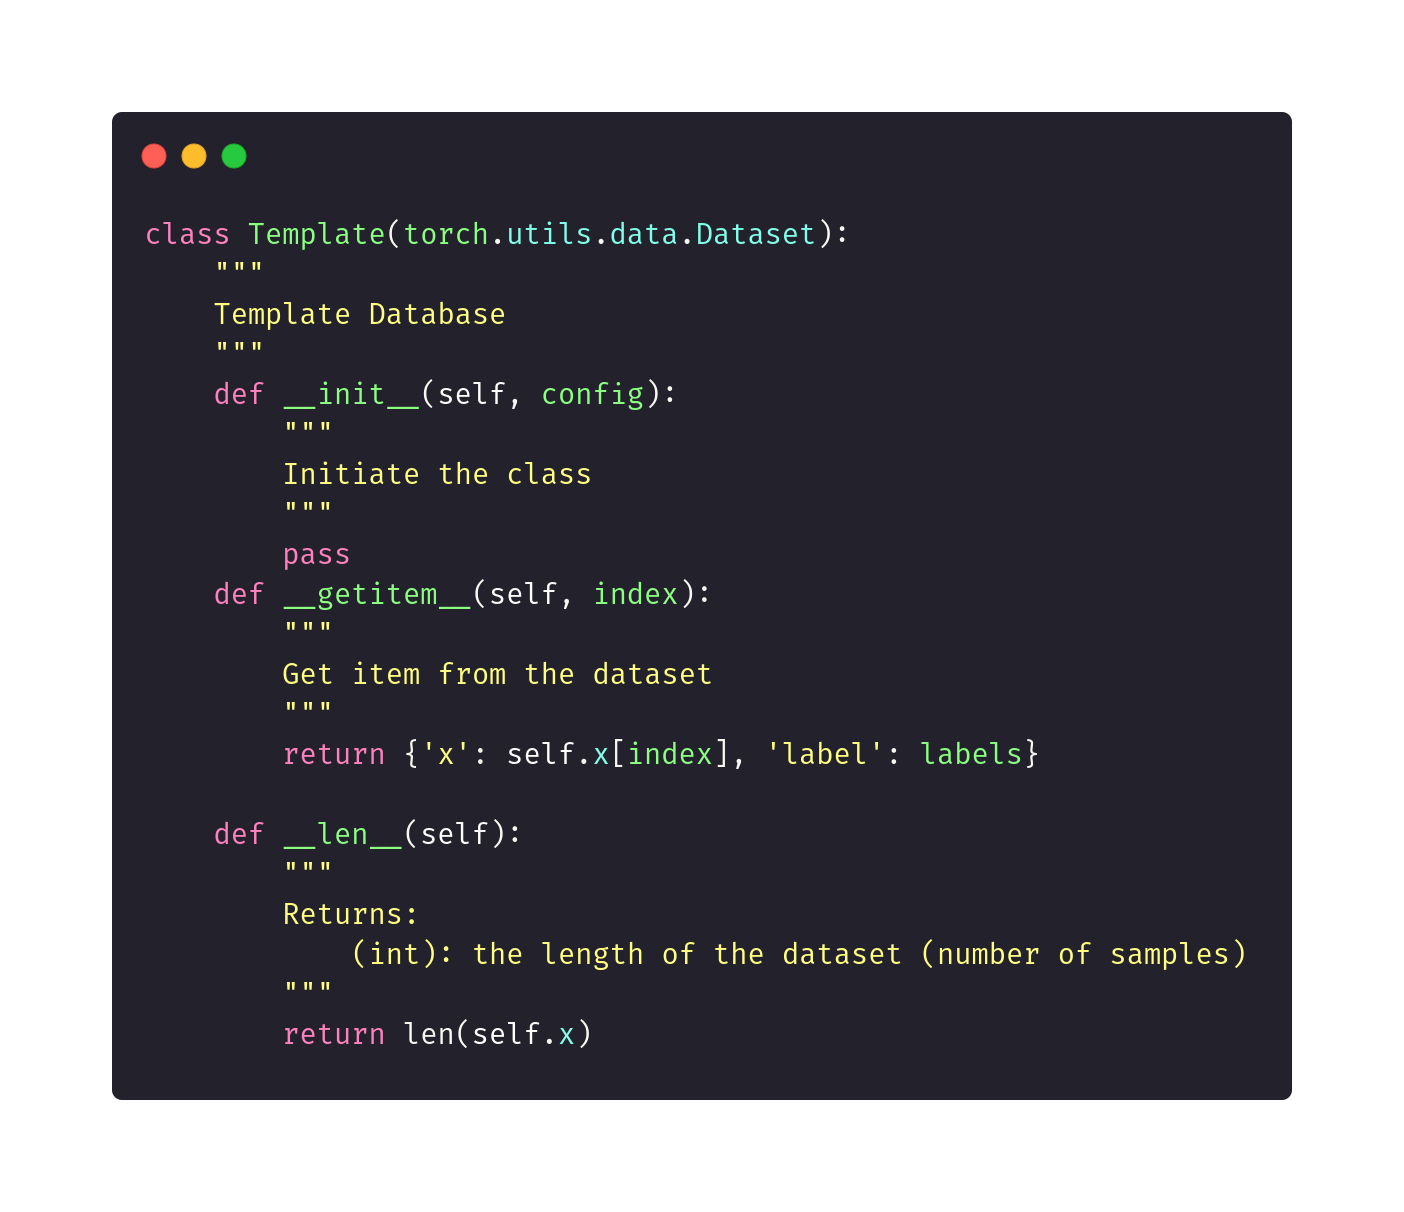 class Template(torch.utils.data.Dataset):
    """
    Template Database
    """
    def __init__(self, config):
        """
        Initiate the class
        """
        pass
    def __getitem__(self, index):
        """
        Get item from the dataset
        """
        return {'x': self.x[index], 'label': labels}

    def __len__(self):
        """
        Returns:
            (int): the length of the dataset (number of samples)
        """
        return len(self.x)